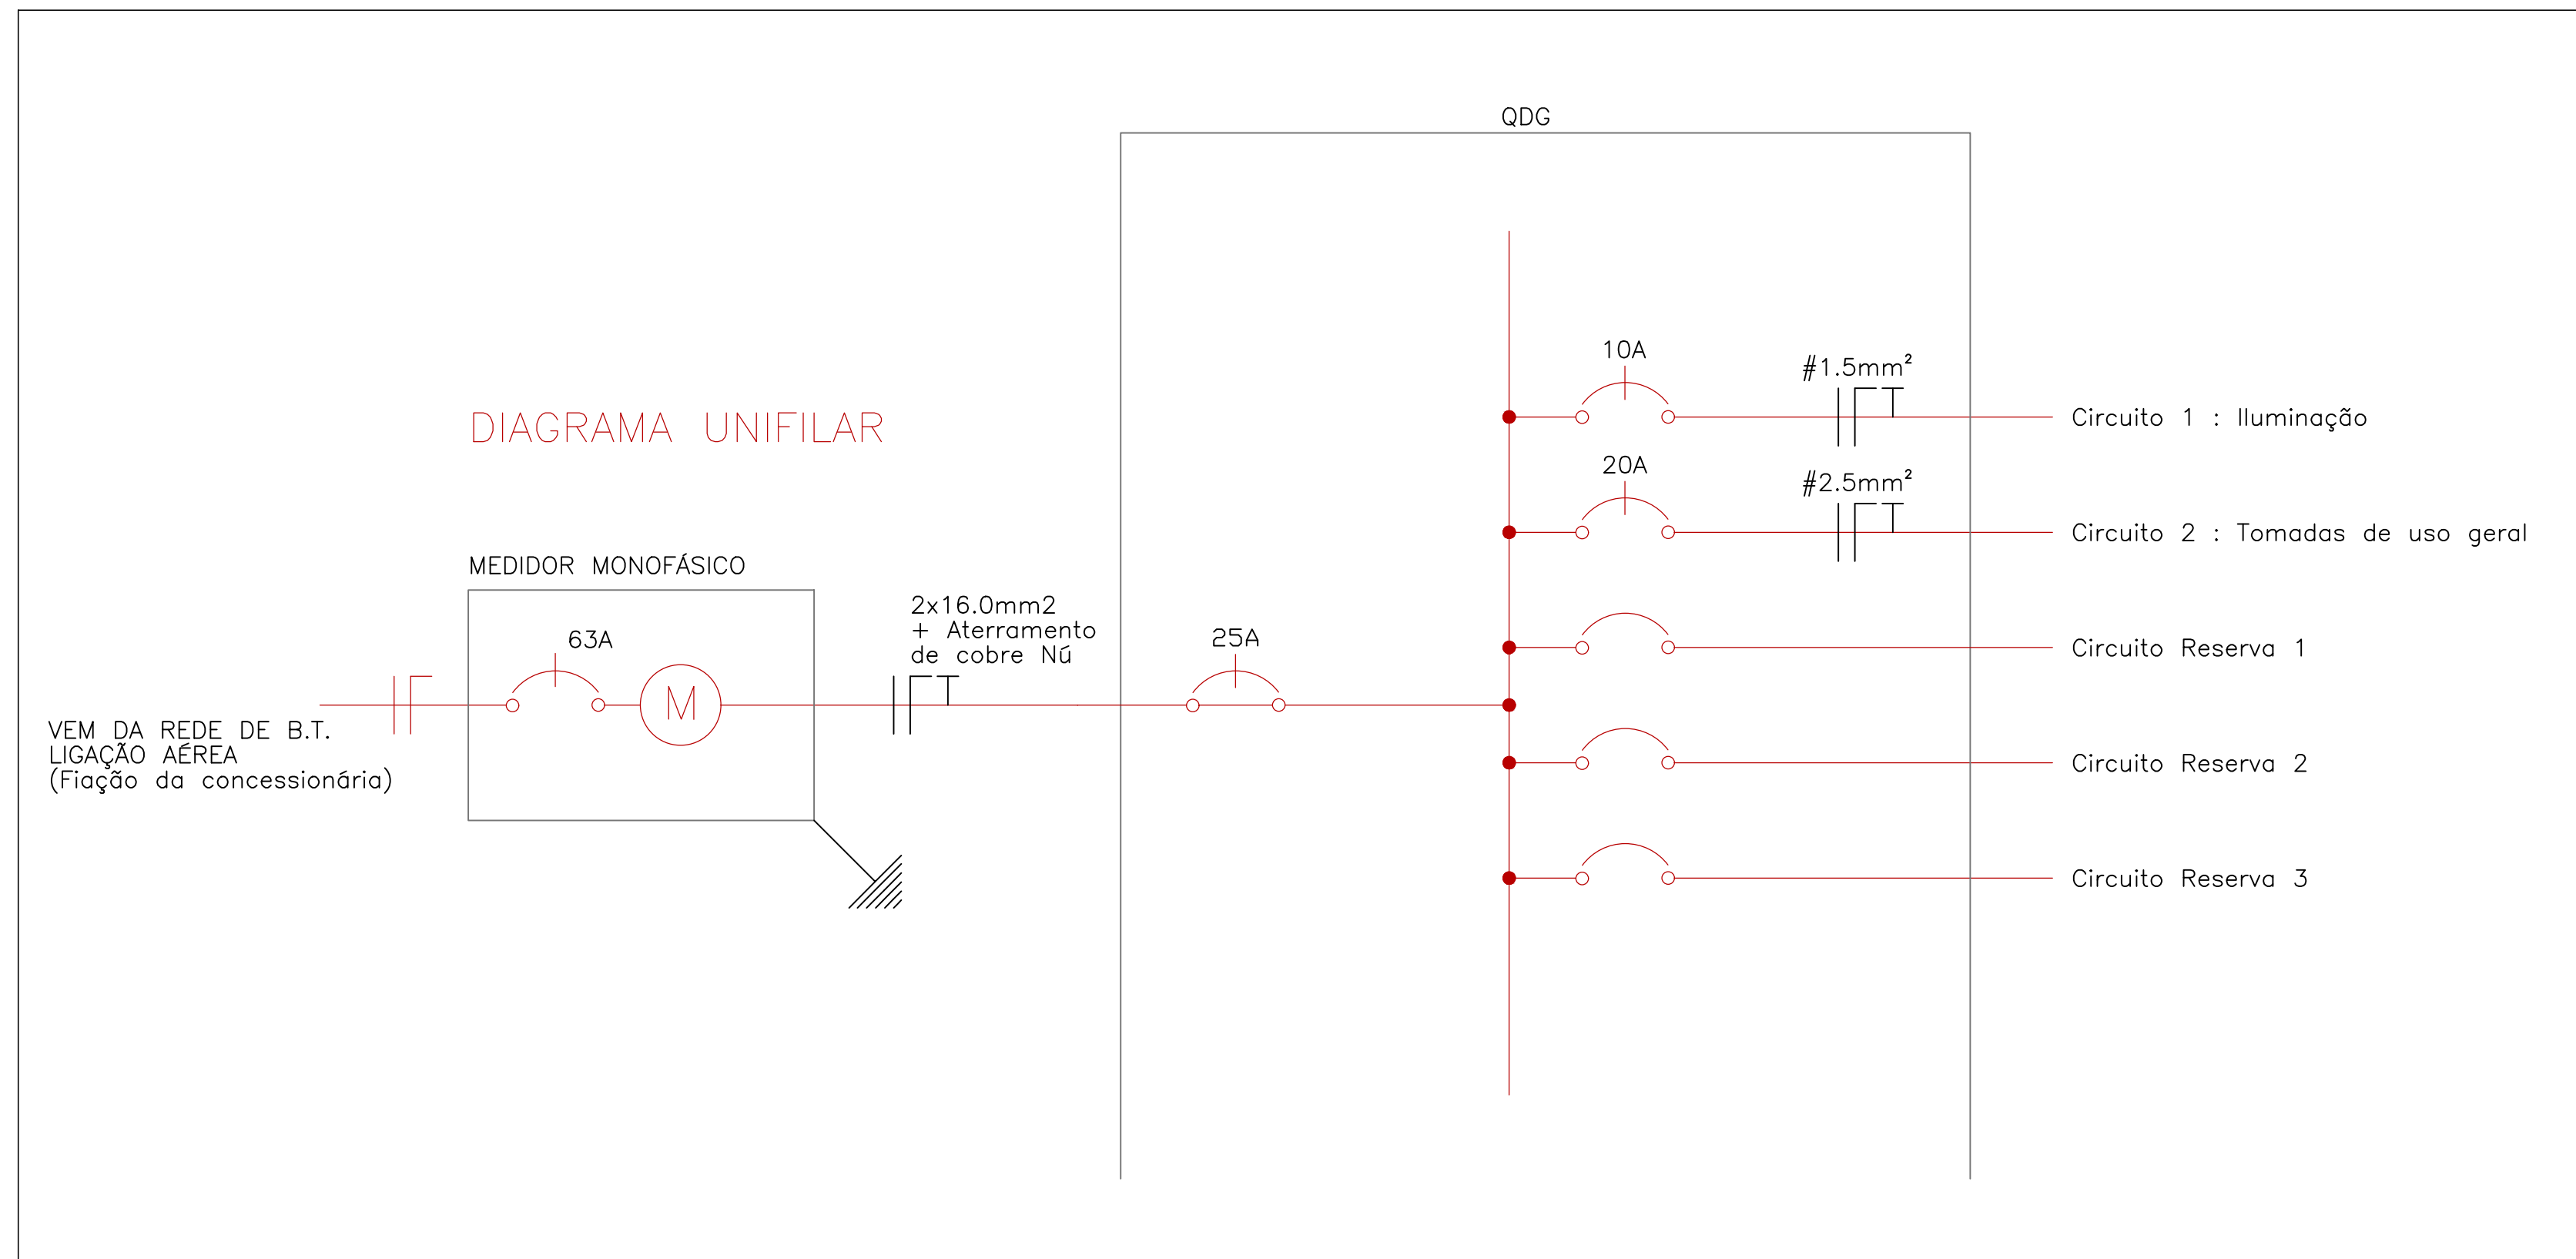 QDG
10A
#1.5mm²
DIAGRAMA UNIFILAR
Circuito 1 : Iluminação
20A
#2.5mm²
Circuito 2 : Tomadas de uso geral
MEDIDOR MONOFÁSICO
2x16.0mm2
+ Aterramento
de cobre Nú
63A
25A
Circuito Reserva 1
M
VEM DA REDE DE B.T.
LIGAÇÃO AÉREA
(Fiação da concessionária)
Circuito Reserva 2
Circuito Reserva 3